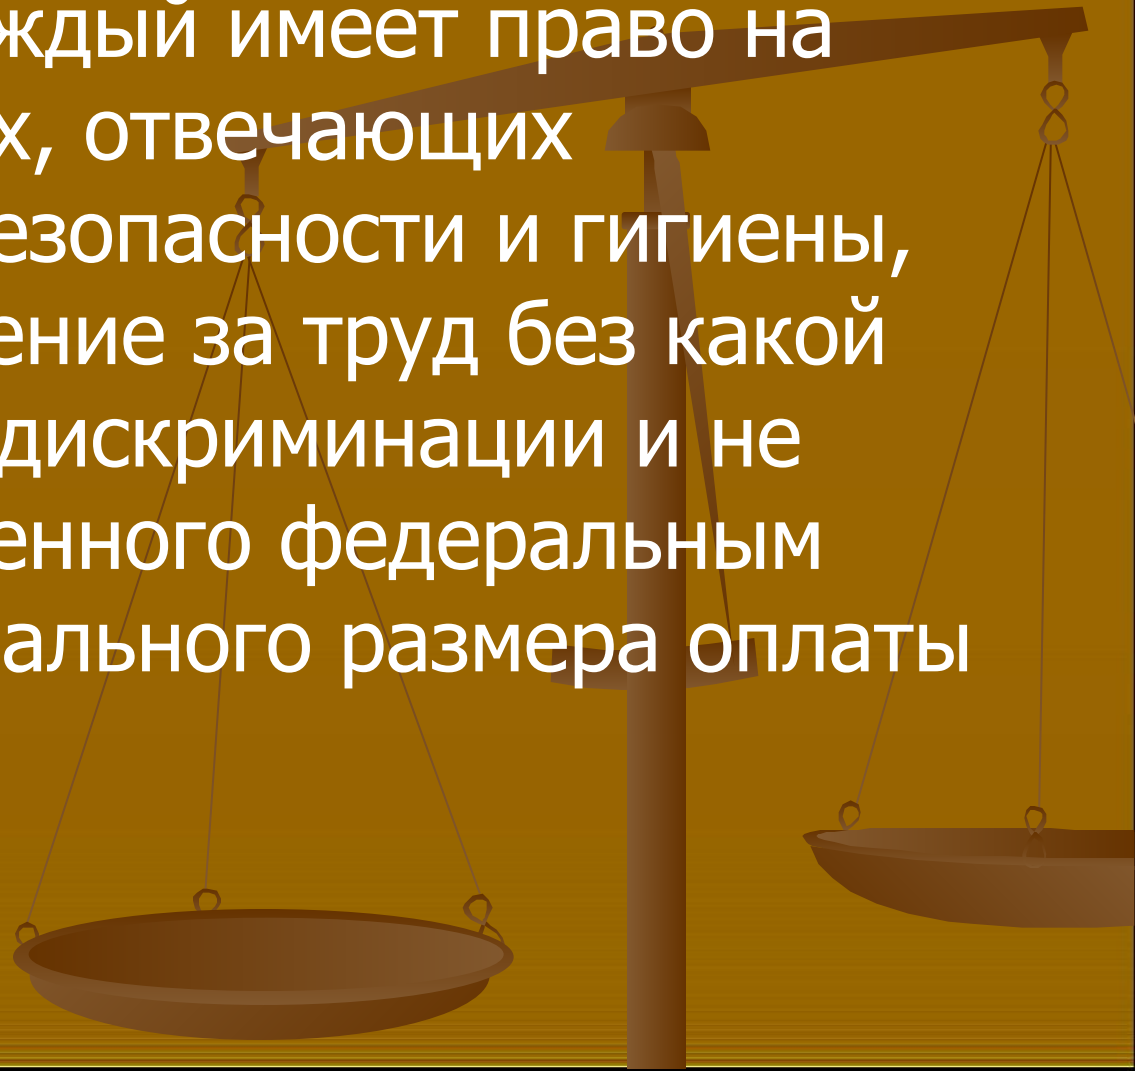 ждый имеет право на
х, отвечающих
езопасности и гигиены,
ение за труд без какой
дискриминации и не
енного федеральным
ального размера оплаты